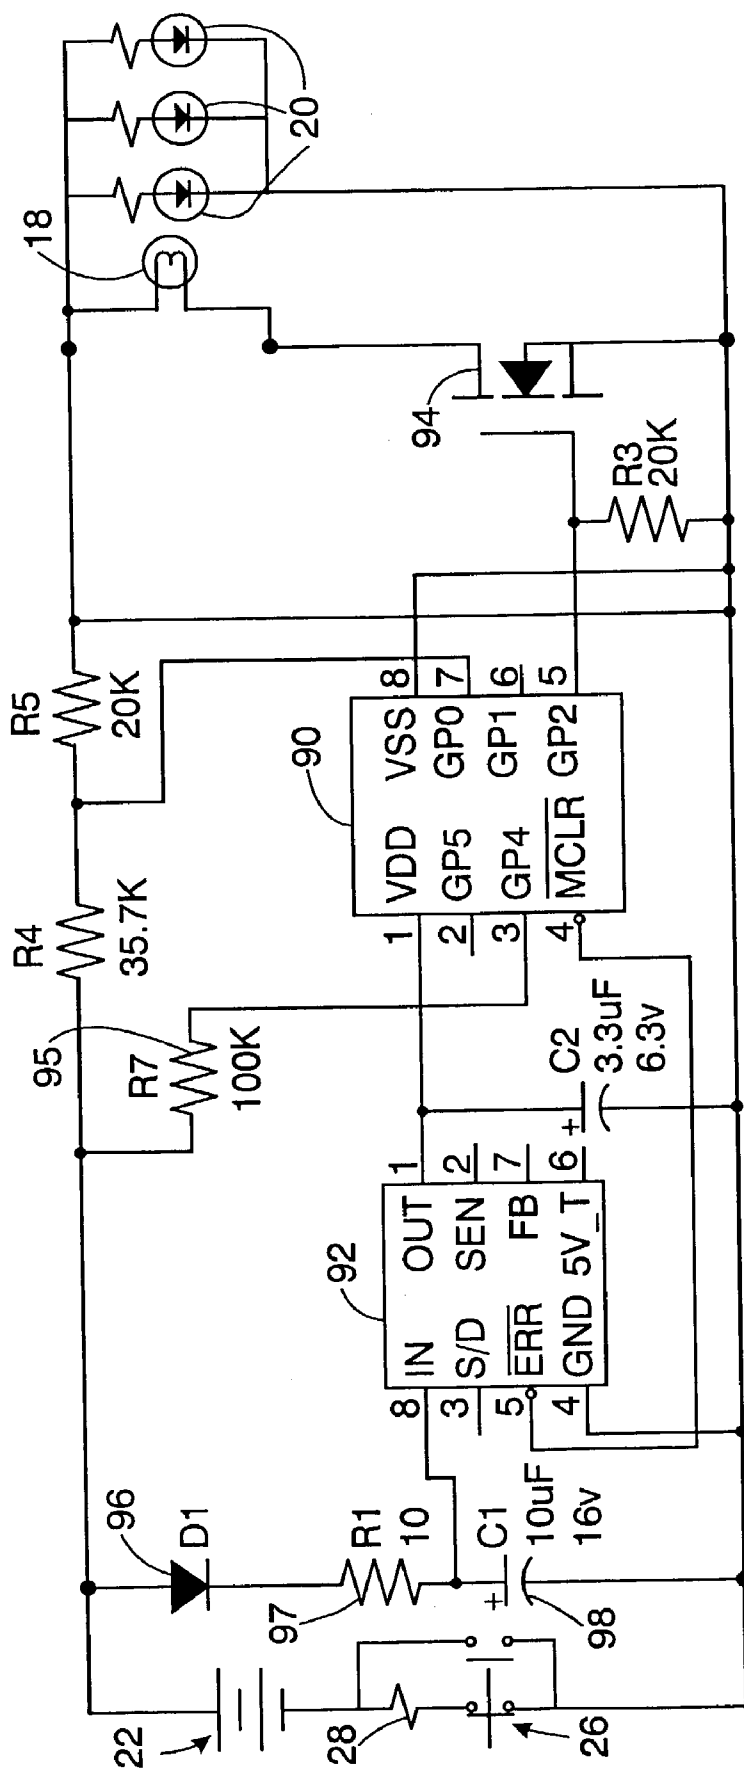 22
28
26
96
D1
97
R1
10
C1
10uF
16v
98
92
8 IN OUT 1
3 S/D SEN 2
5 ERR FB 7
4 GND 5V_T 6
95
R7
100K
C2
3.3uF
6.3v
R4
35.7K
R5
20K
90
1 VDD VSS 8
2 GP5 GP0 7
3 GP4 GP1 6
4 MCLR GP2 5
R3
20K
94
18
20